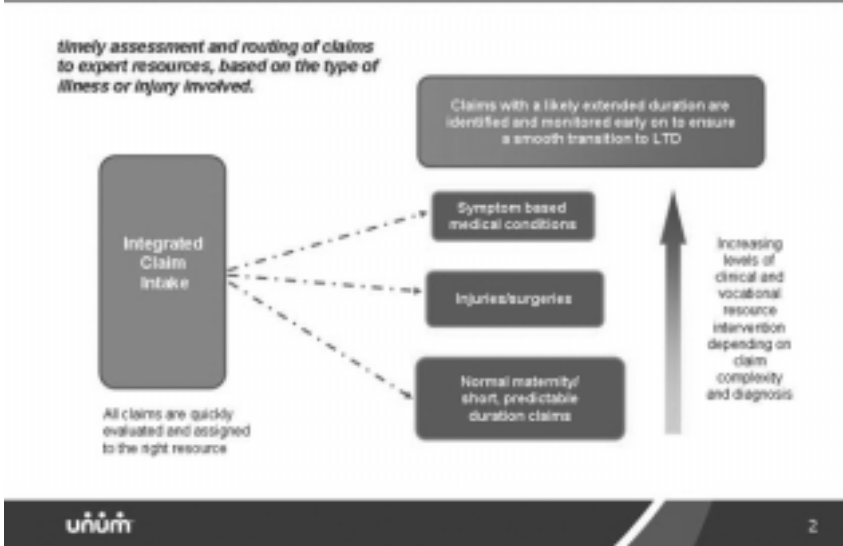 timely assessment and routing of claims
to expert resources, based on the type of
illness or injury involved.
Claims with a likely extended duration are
identified and monitored early on to ensure
a smooth transition to LTD
Integrated
Claim
Intake
Symptom based
medical conditions
Injuries/surgeries
Normal maternity/
short, predictable
duration claims
Increasing
levels of
clinical and
vocational
resource
intervention
depending on
claim
complexity
and diagnosis
All claims are quickly
evaluated and assigned
to the right resource
unum
2